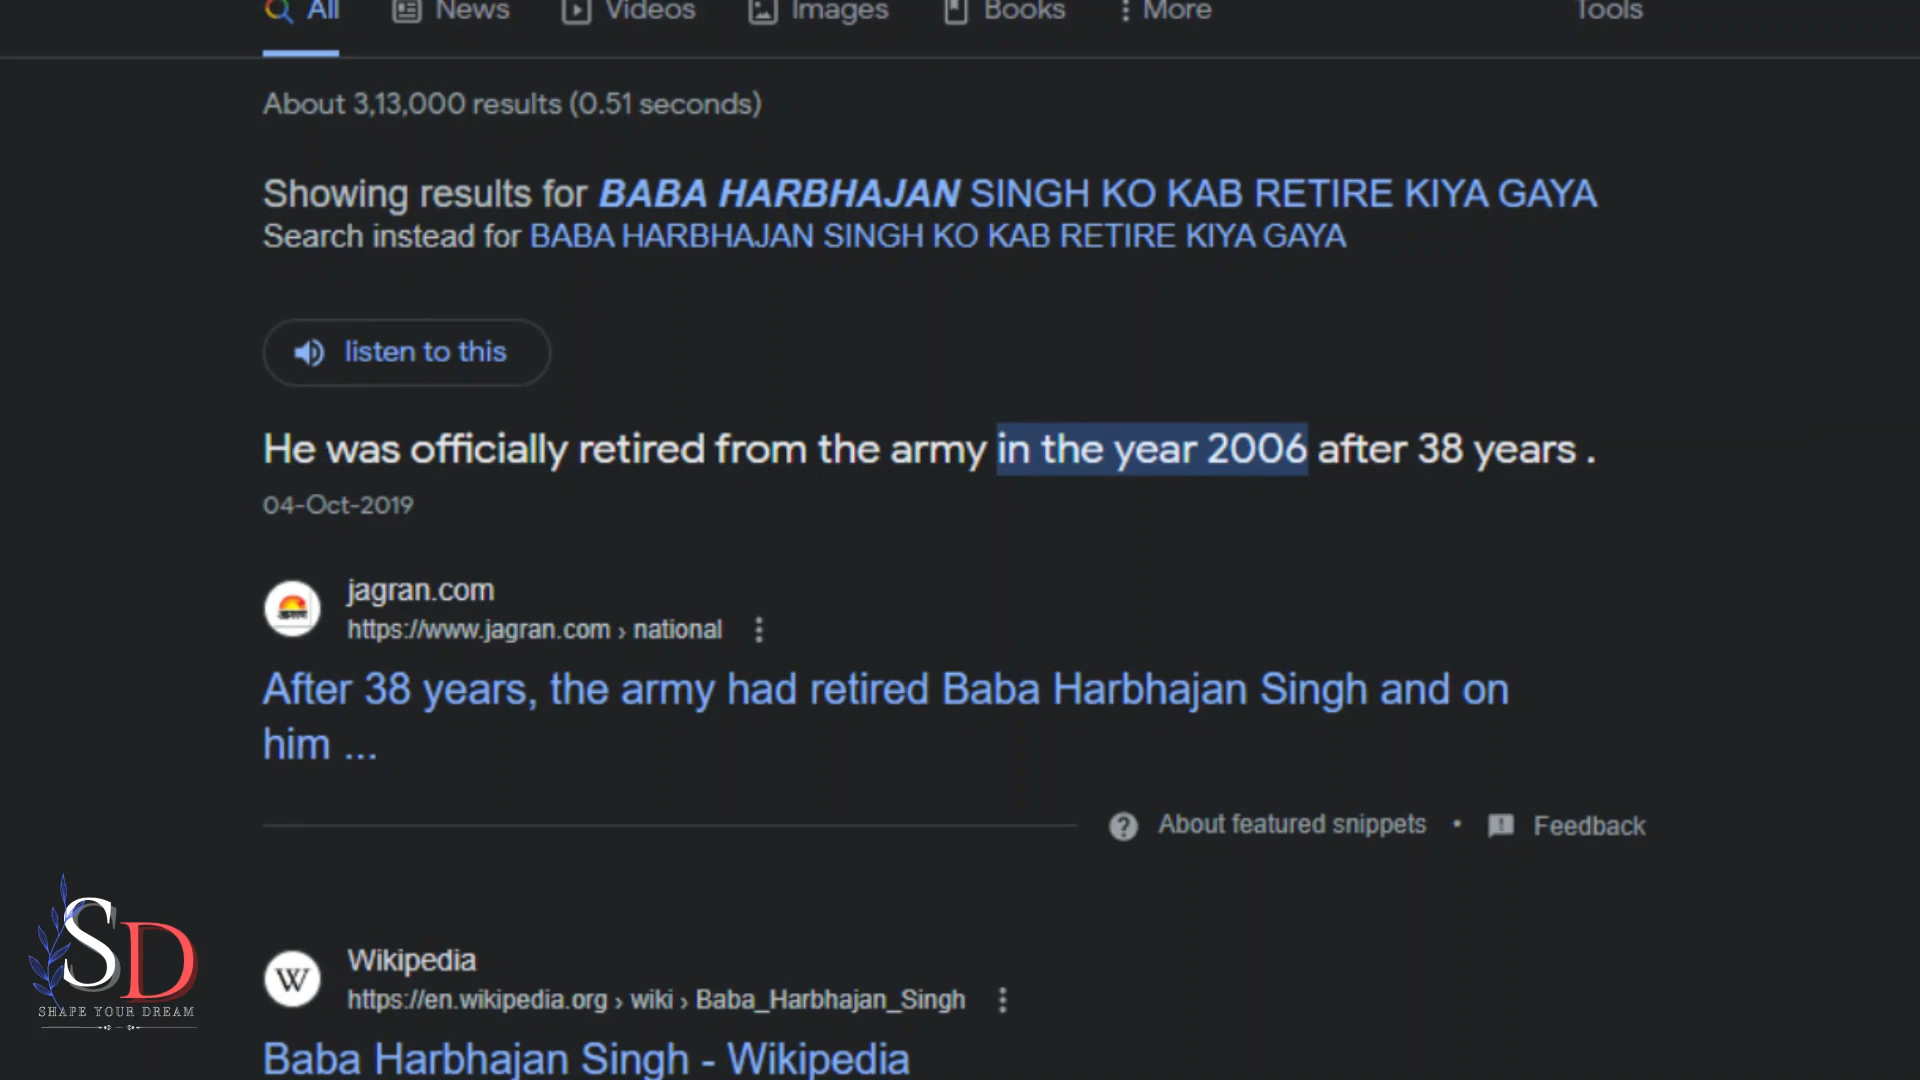 All News Videos Images Books More Tools
About 3,13,000 results (0.51 seconds)
Showing results for BABA HARBHAJAN SINGH KO KAB RETIRE KIYA GAYA
Search instead for BABA HARBHAJAN SINGH KO KAB RETIRE KIYA GAYA
listen to this
He was officially retired from the army in the year 2006 after 38 years .
04-Oct-2019
jagran.com
https://www.jagran.com › national
After 38 years, the army had retired Baba Harbhajan Singh and on
him ...
About featured snippets • Feedback
SD
SHAPE YOUR DREAM
W
Wikipedia
https://en.wikipedia.org › wiki › Baba_Harbhajan_Singh
Baba Harbhajan Singh - Wikipedia